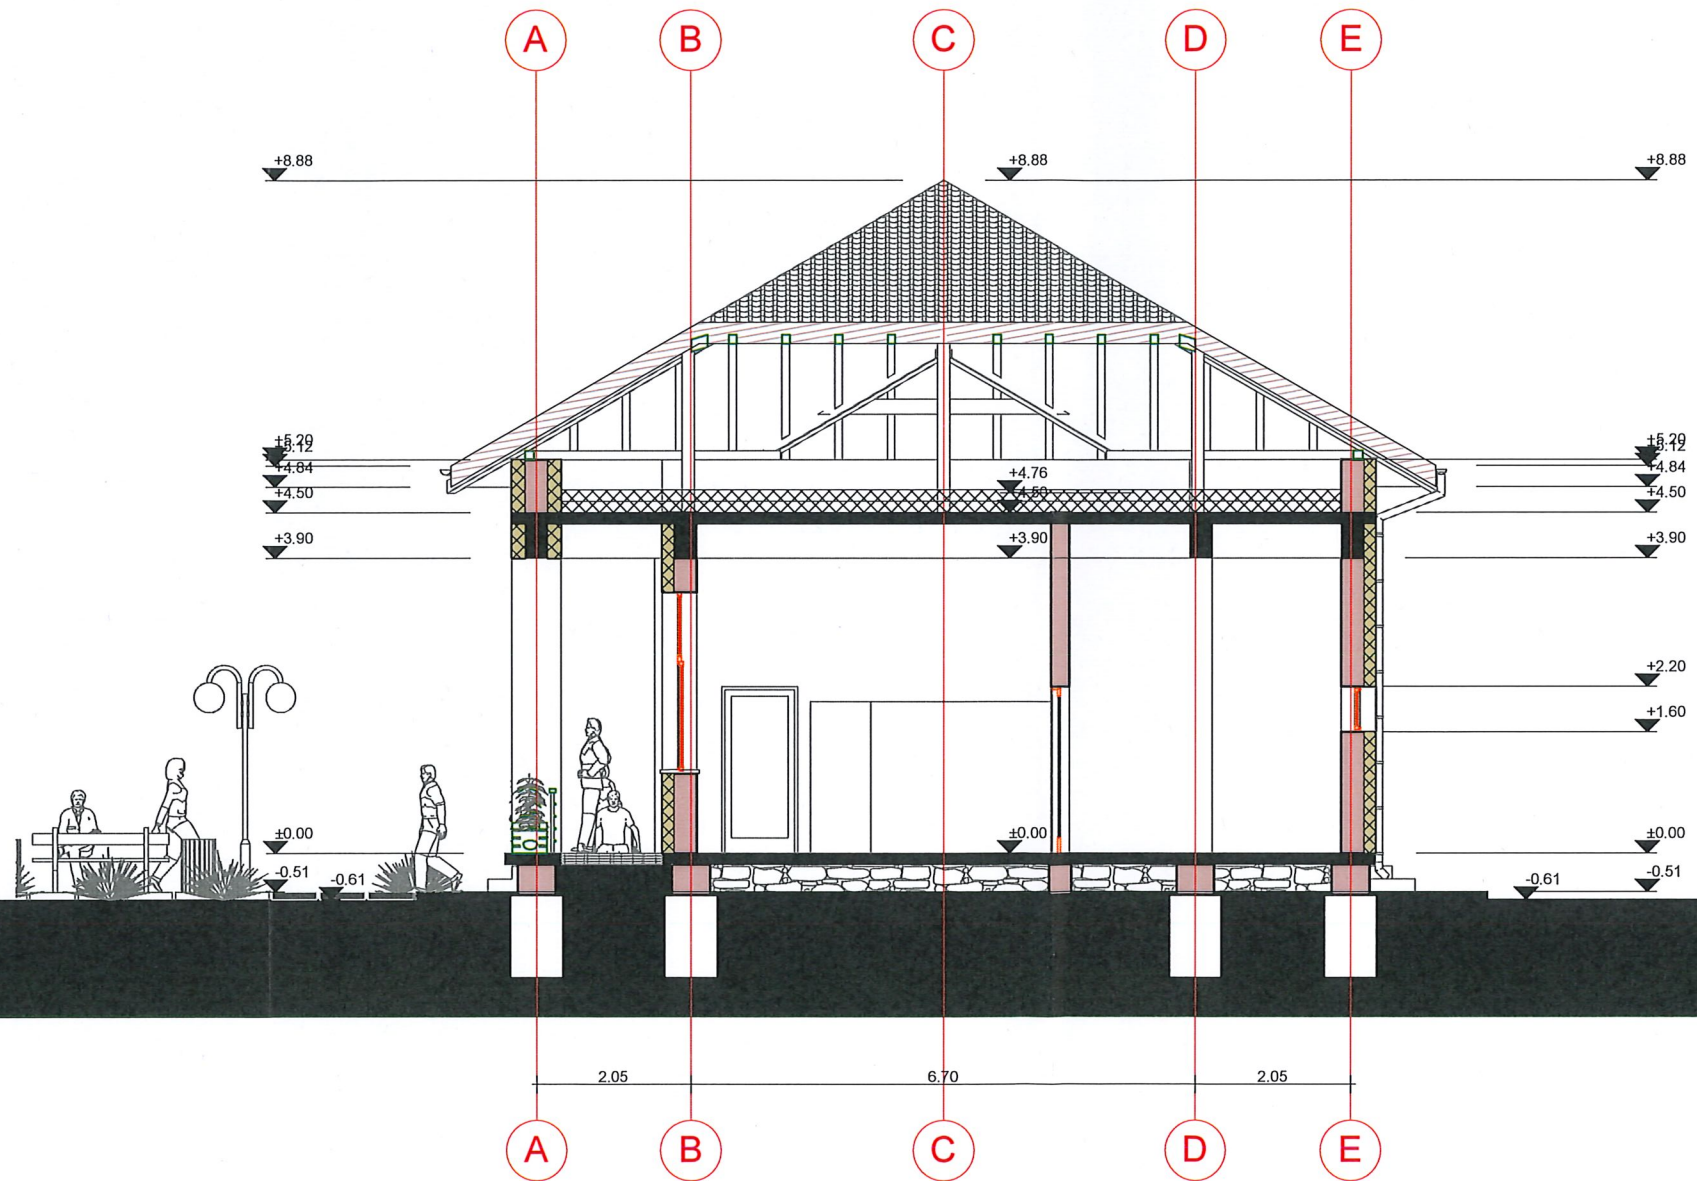 A B C D E
+8.88 +8.88 +8.88
+5.20 +5.20
+5.12 +5.12
+4.84 +4.76 +4.84
+4.50 +4.50 +4.50
+3.90 +3.90 +3.90
+2.20
+1.60
±0.00 ±0.00 ±0.00
-0.51 -0.61 -0.61 -0.51
2.05 6.70 2.05
A B C D E